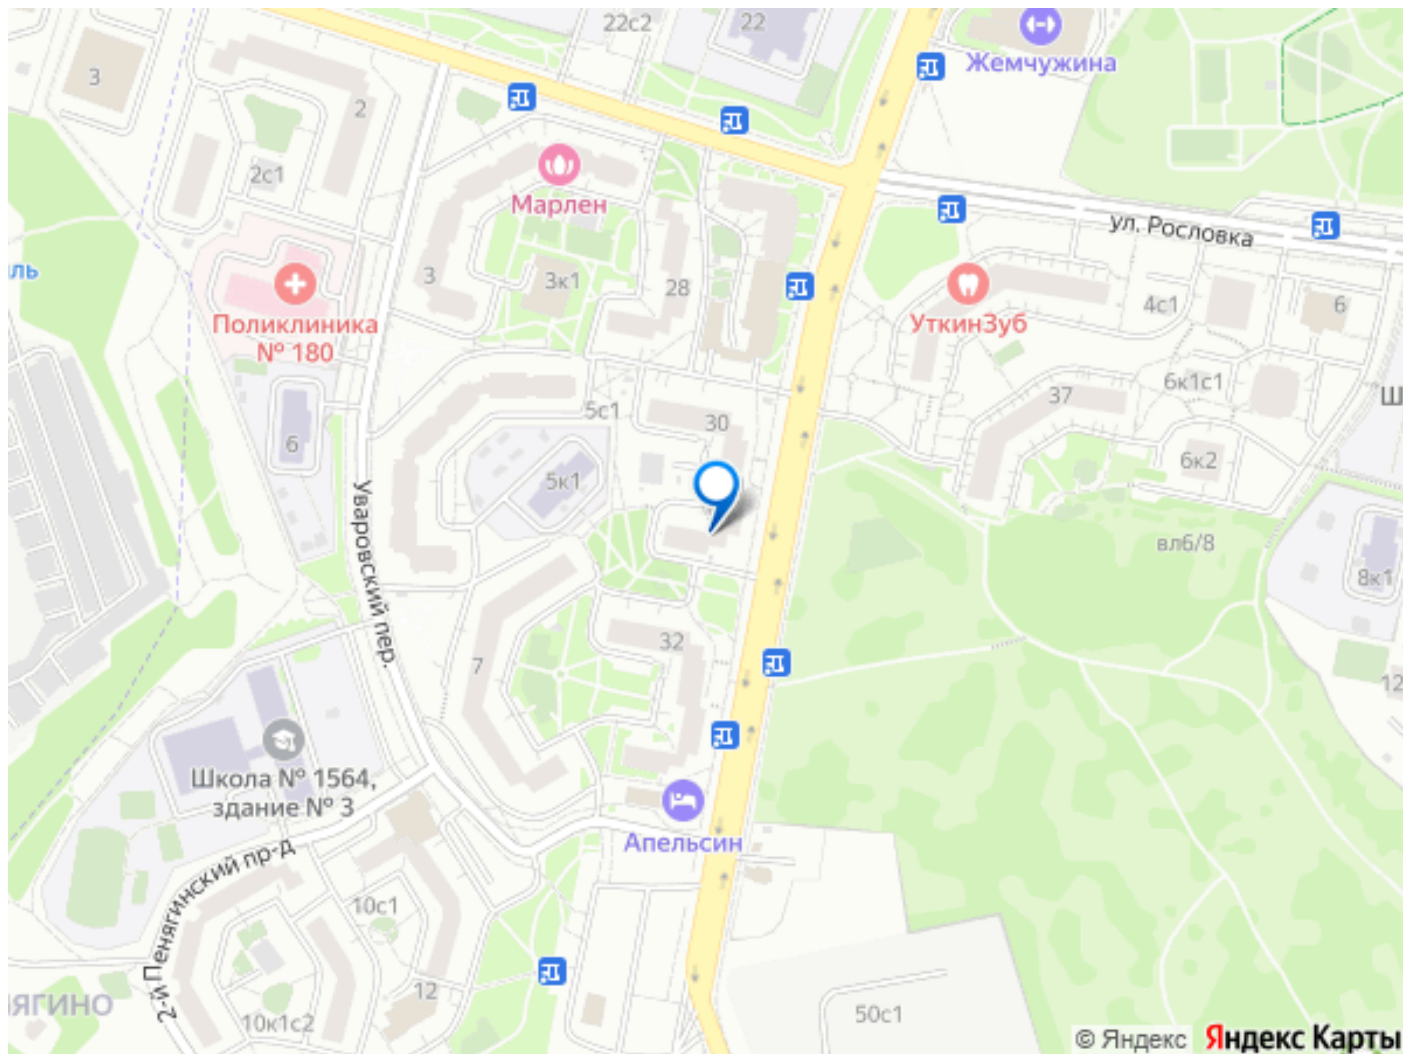 22с2
22
Жемчужина
3
2
2с1
Марлен
ул. Рословка
ль
3
3к1
28
4с1
6
Поликлиника
№ 180
УткинЗуб
5с1
30
37
6к1с1
Ш
6
5к1
6к2
Уваровский пер.
вл6/8
8к1
32
7
12
Школа № 1564,
здание № 3
Апельсин
2-й Пенягинский пр-д
10с1
12
ЯГИНО
10к1с2
50с1
© Яндекс Яндекс Карты